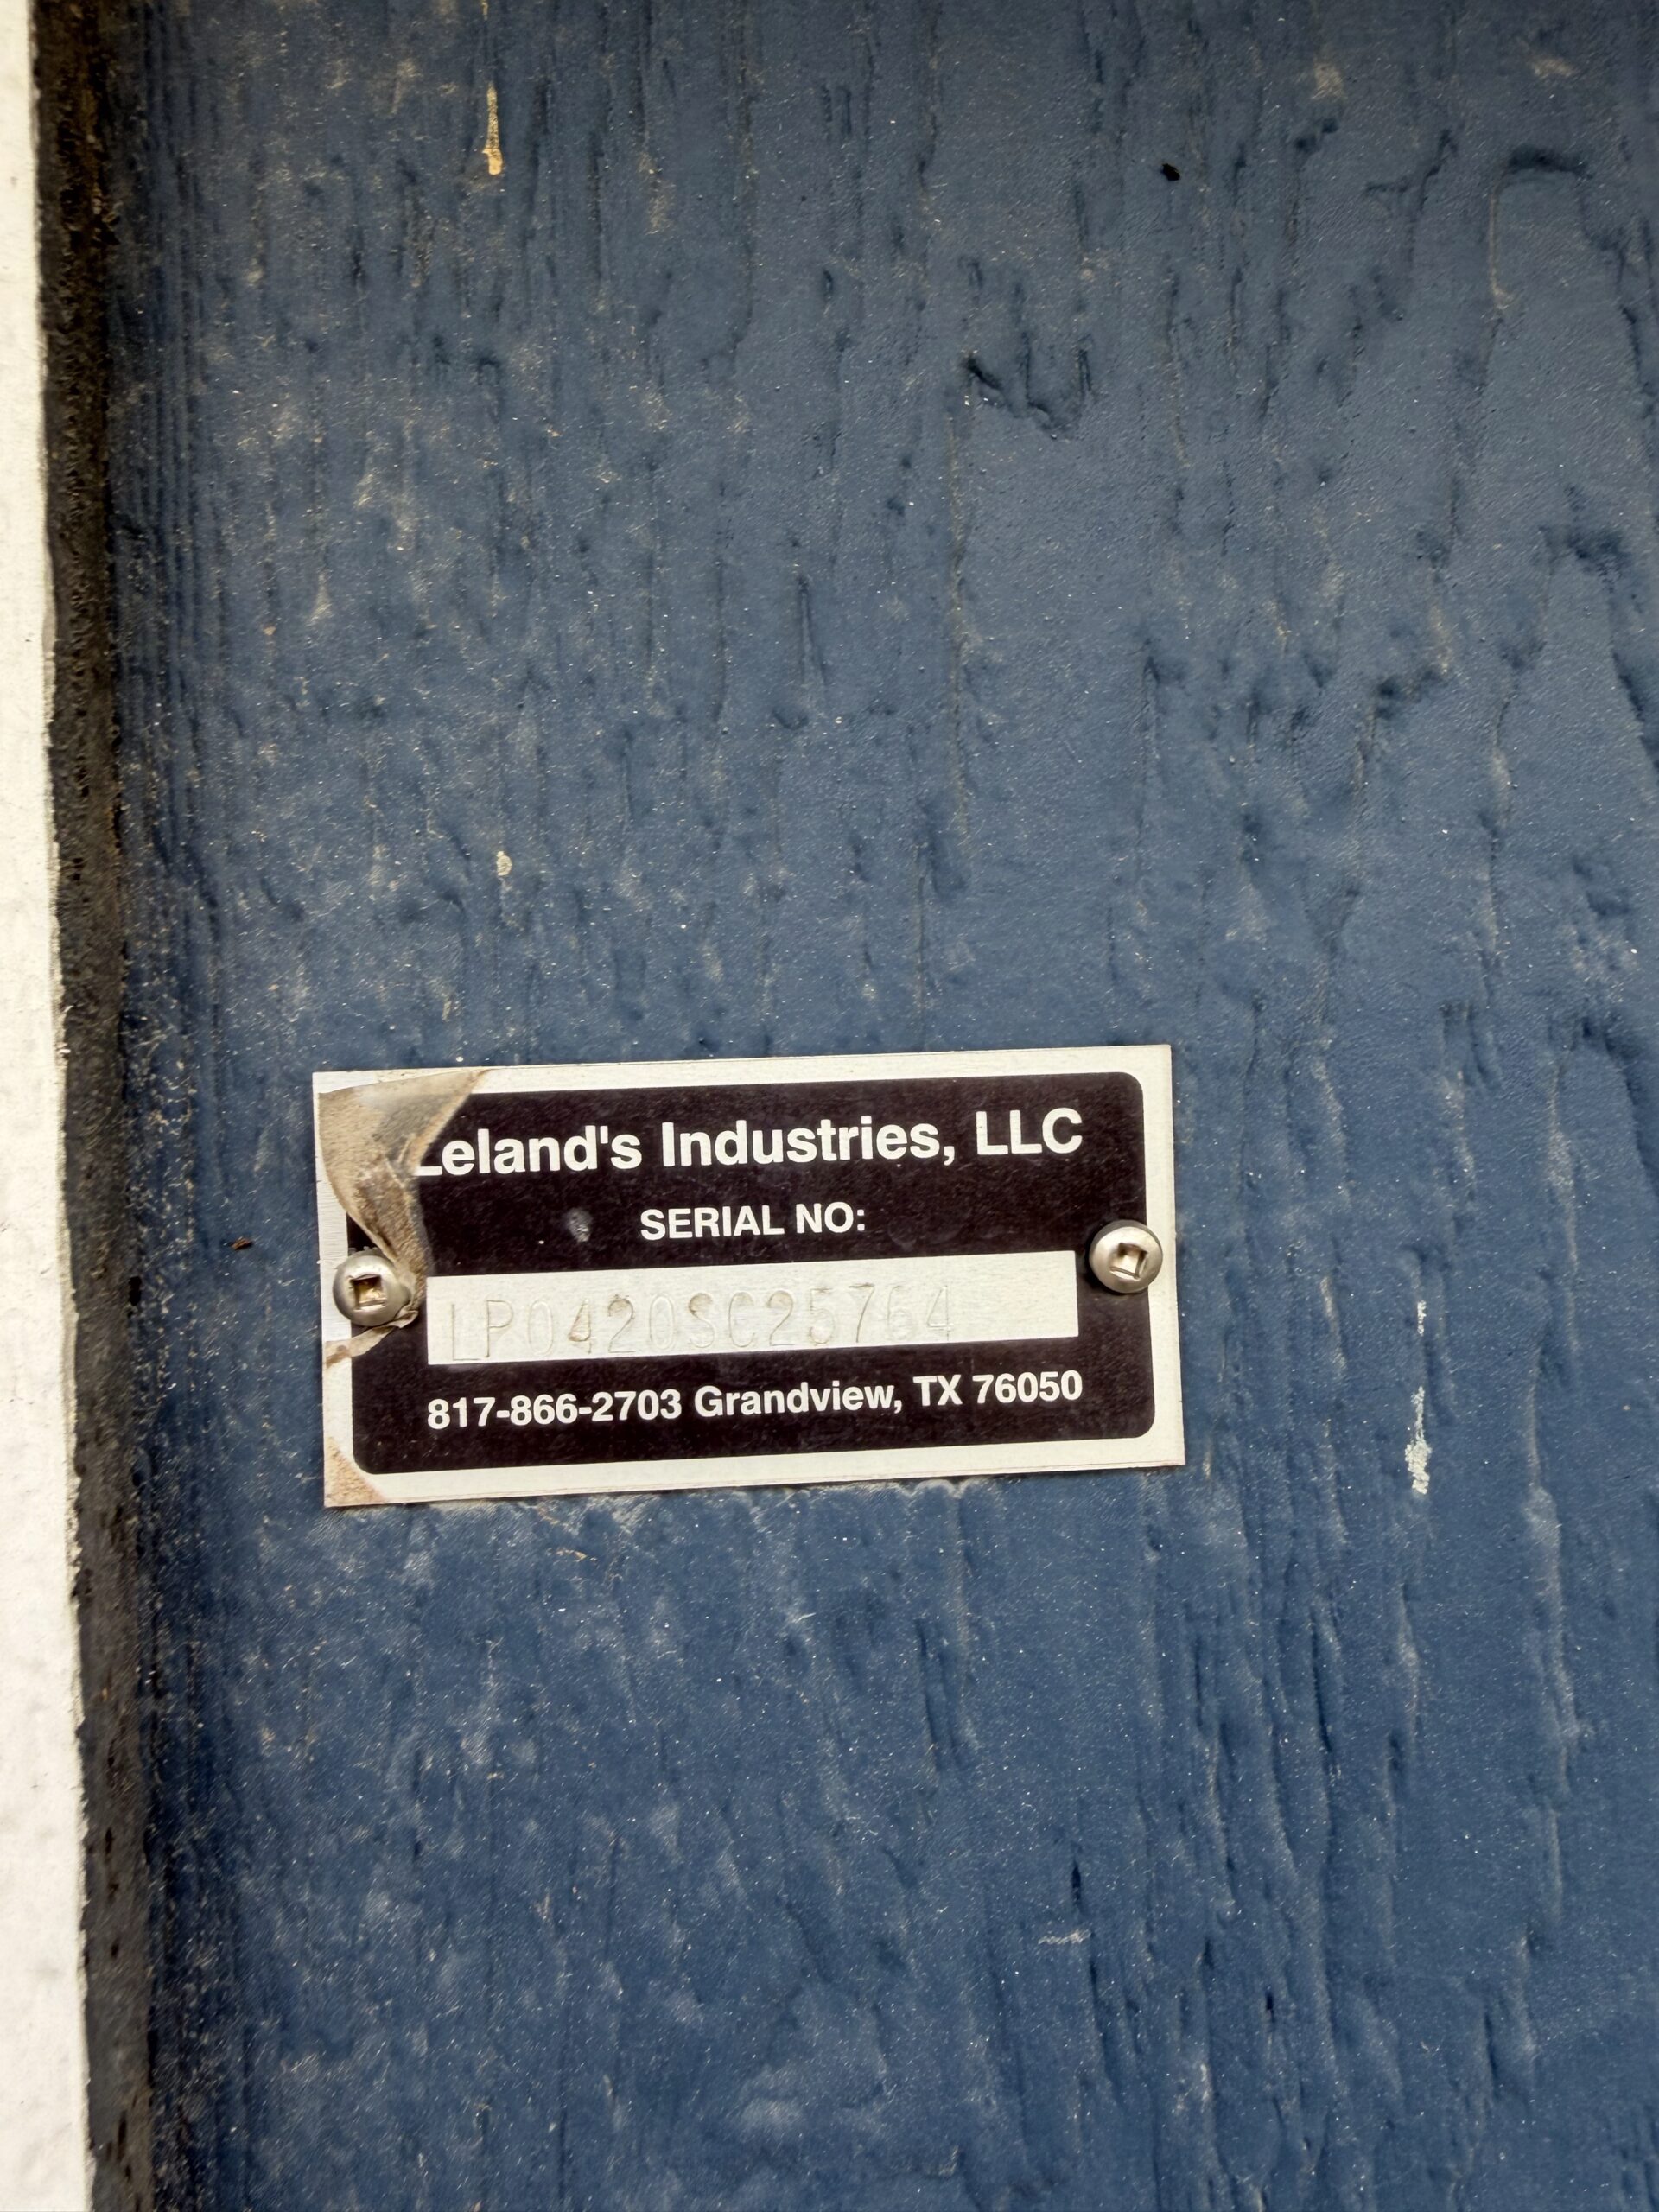 Leland's Industries, LLC
SERIAL NO:
LP0420SC25764
817-866-2703 Grandview, TX 76050